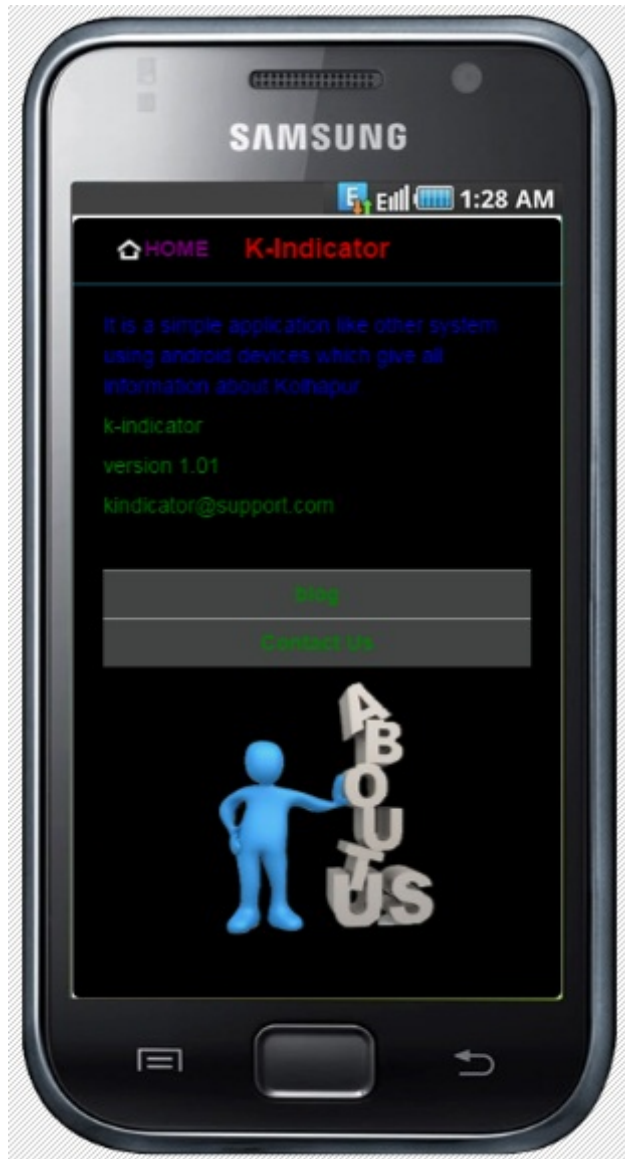 SAMSUNG
E 1:28 AM
HOME K-Indicator
It is a simple application like other system
using android devices which give all
information about Kolhapur.
k-indicator
version 1.01
kindicator@support.com
Blog
Contact Us
ABOUT
US